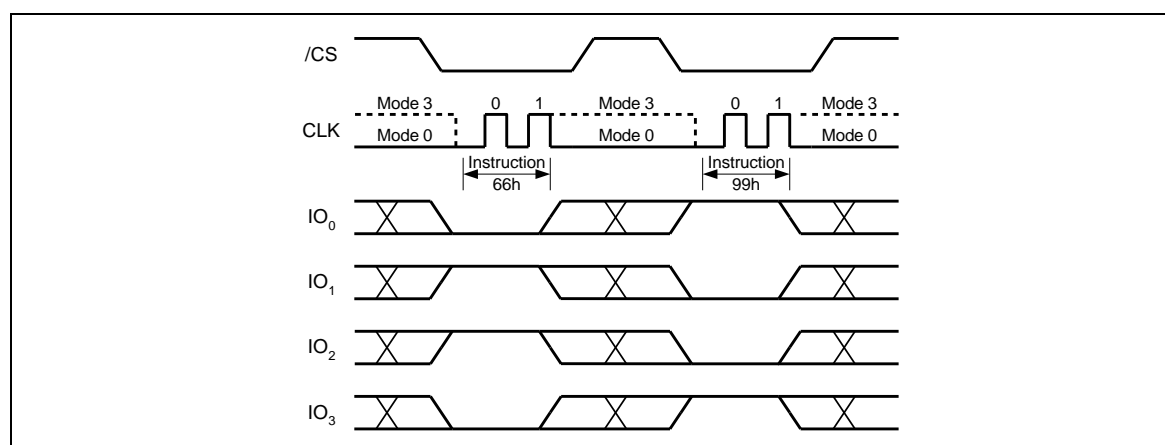 /CS
Mode 3 0 1 Mode 3 0 1 Mode 3
CLK
Mode 0 Mode 0 Mode 0
Instruction Instruction
66h 99h
IO0
IO1
IO2
IO3